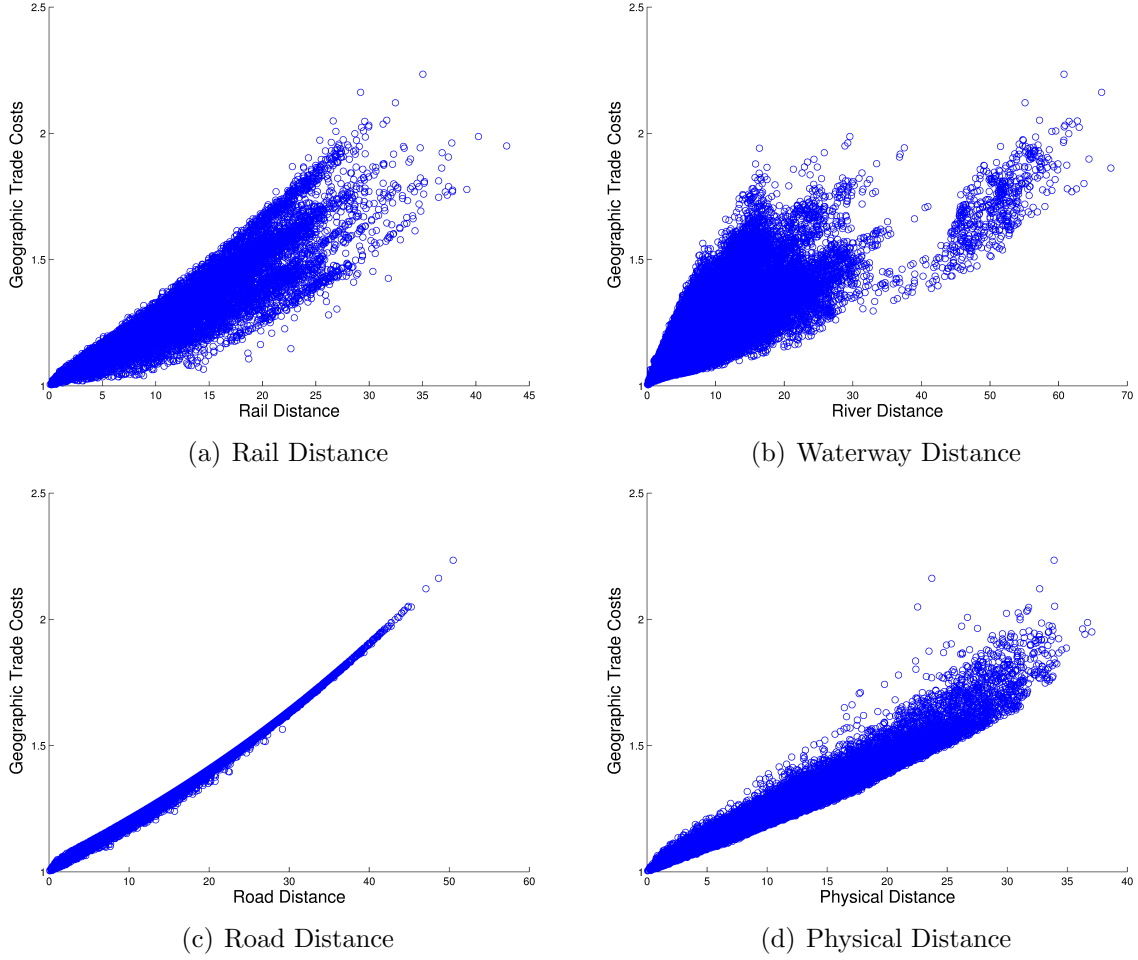 2.5
2
1.5
1
Geographic Trade Costs
0 5 10 15 20 25 30 35 40 45
Rail Distance
(a) Rail Distance
2.5
2
1.5
1
Geographic Trade Costs
0 10 20 30 40 50 60 70
River Distance
(b) Waterway Distance
2.5
2
1.5
1
Geographic Trade Costs
0 10 20 30 40 50 60
Road Distance
(c) Road Distance
2.5
2
1.5
1
Geographic Trade Costs
0 5 10 15 20 25 30 35 40
Physical Distance
(d) Physical Distance